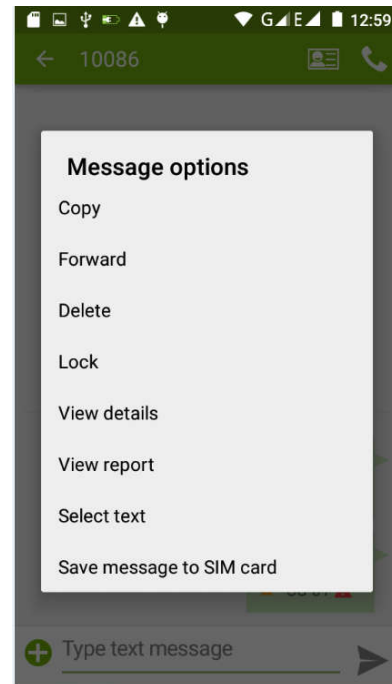 G E 12:59
10086
Message options
Copy
Forward
Delete
Lock
View details
View report
Select text
Save message to SIM card
Type text message